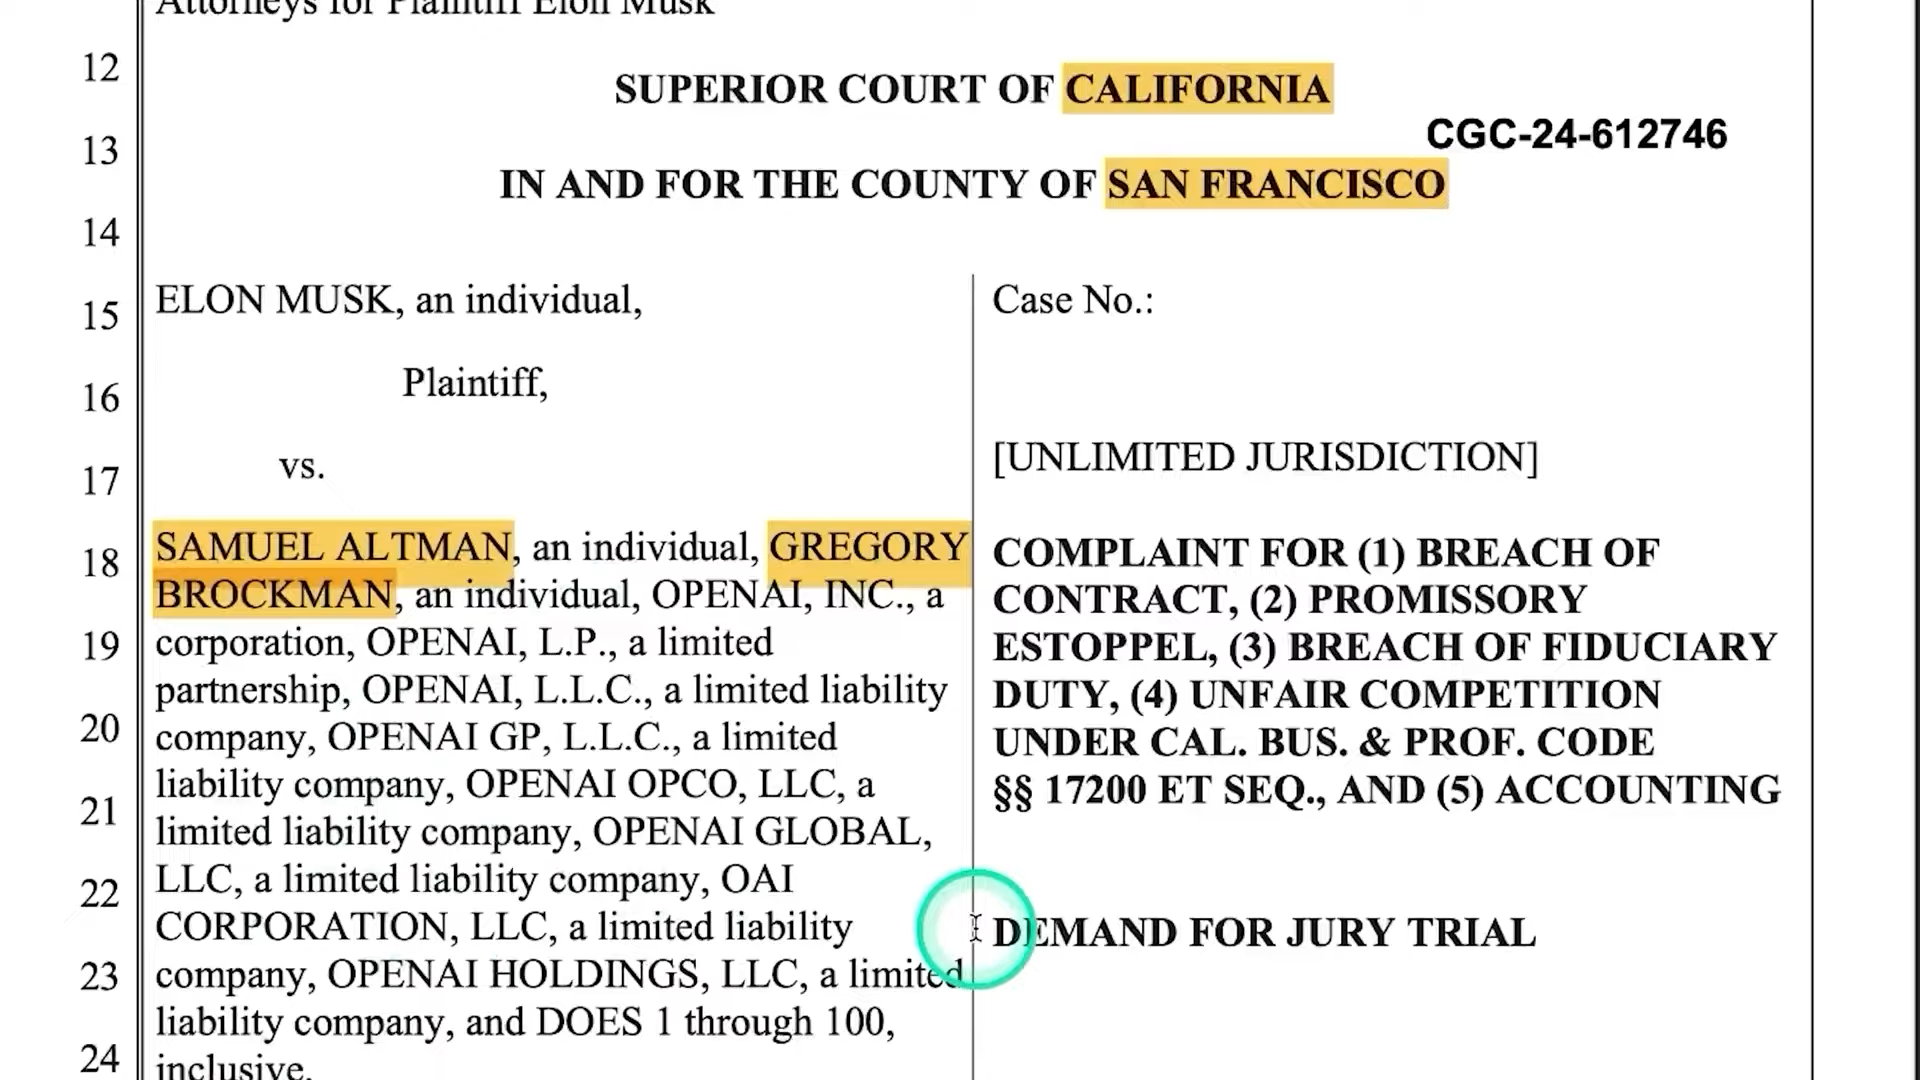 Attorneys for Plaintiff Elon Musk
12
SUPERIOR COURT OF CALIFORNIA
CGC-24-612746
13
IN AND FOR THE COUNTY OF SAN FRANCISCO
14
15
ELON MUSK, an individual,
Plaintiff,
16
vs.
17
18
SAMUEL ALTMAN, an individual, GREGORY
BROCKMAN, an individual, OPENAI, INC., a
19
corporation, OPENAI, L.P., a limited
partnership, OPENAI, L.L.C., a limited liability
20
company, OPENAI GP, L.L.C., a limited
liability company, OPENAI OPCO, LLC, a
21
limited liability company, OPENAI GLOBAL,
LLC, a limited liability company, OAI
22
CORPORATION, LLC, a limited liability
23
company, OPENAI HOLDINGS, LLC, a limited
liability company, and DOES 1 through 100,
24
inclusive,
Case No.:
[UNLIMITED JURISDICTION]
COMPLAINT FOR (1) BREACH OF
CONTRACT, (2) PROMISSORY
ESTOPPEL, (3) BREACH OF FIDUCIARY
DUTY, (4) UNFAIR COMPETITION
UNDER CAL. BUS. & PROF. CODE
§§ 17200 ET SEQ., AND (5) ACCOUNTING
DEMAND FOR JURY TRIAL